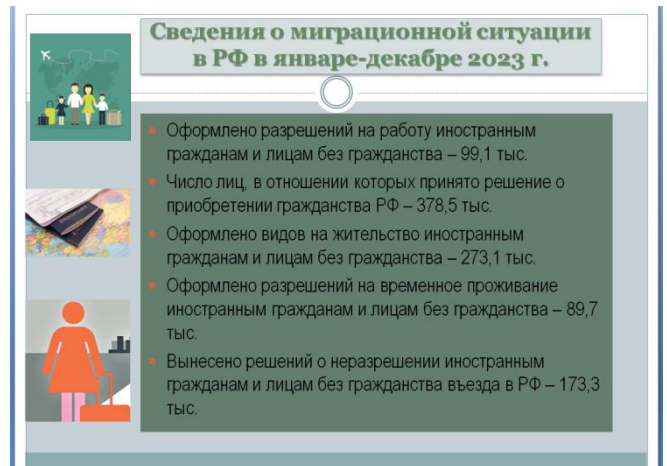 Сведения о миграционной ситуации
в РФ в январе-декабре 2023 г.
Оформлено разрешений на работу иностранным
гражданам и лицам без гражданства – 99,1 тыс.
Число лиц, в отношении которых принято решение о
приобретении гражданства РФ – 378,5 тыс.
Оформлено видов на жительство иностранным
гражданам и лицам без гражданства – 273,1 тыс.
Оформлено разрешений на временное проживание
иностранным гражданам и лицам без гражданства – 89,7
тыс.
Вынесено решений о неразрешении иностранным
гражданам и лицам без гражданства въезда в РФ – 173,3
тыс.